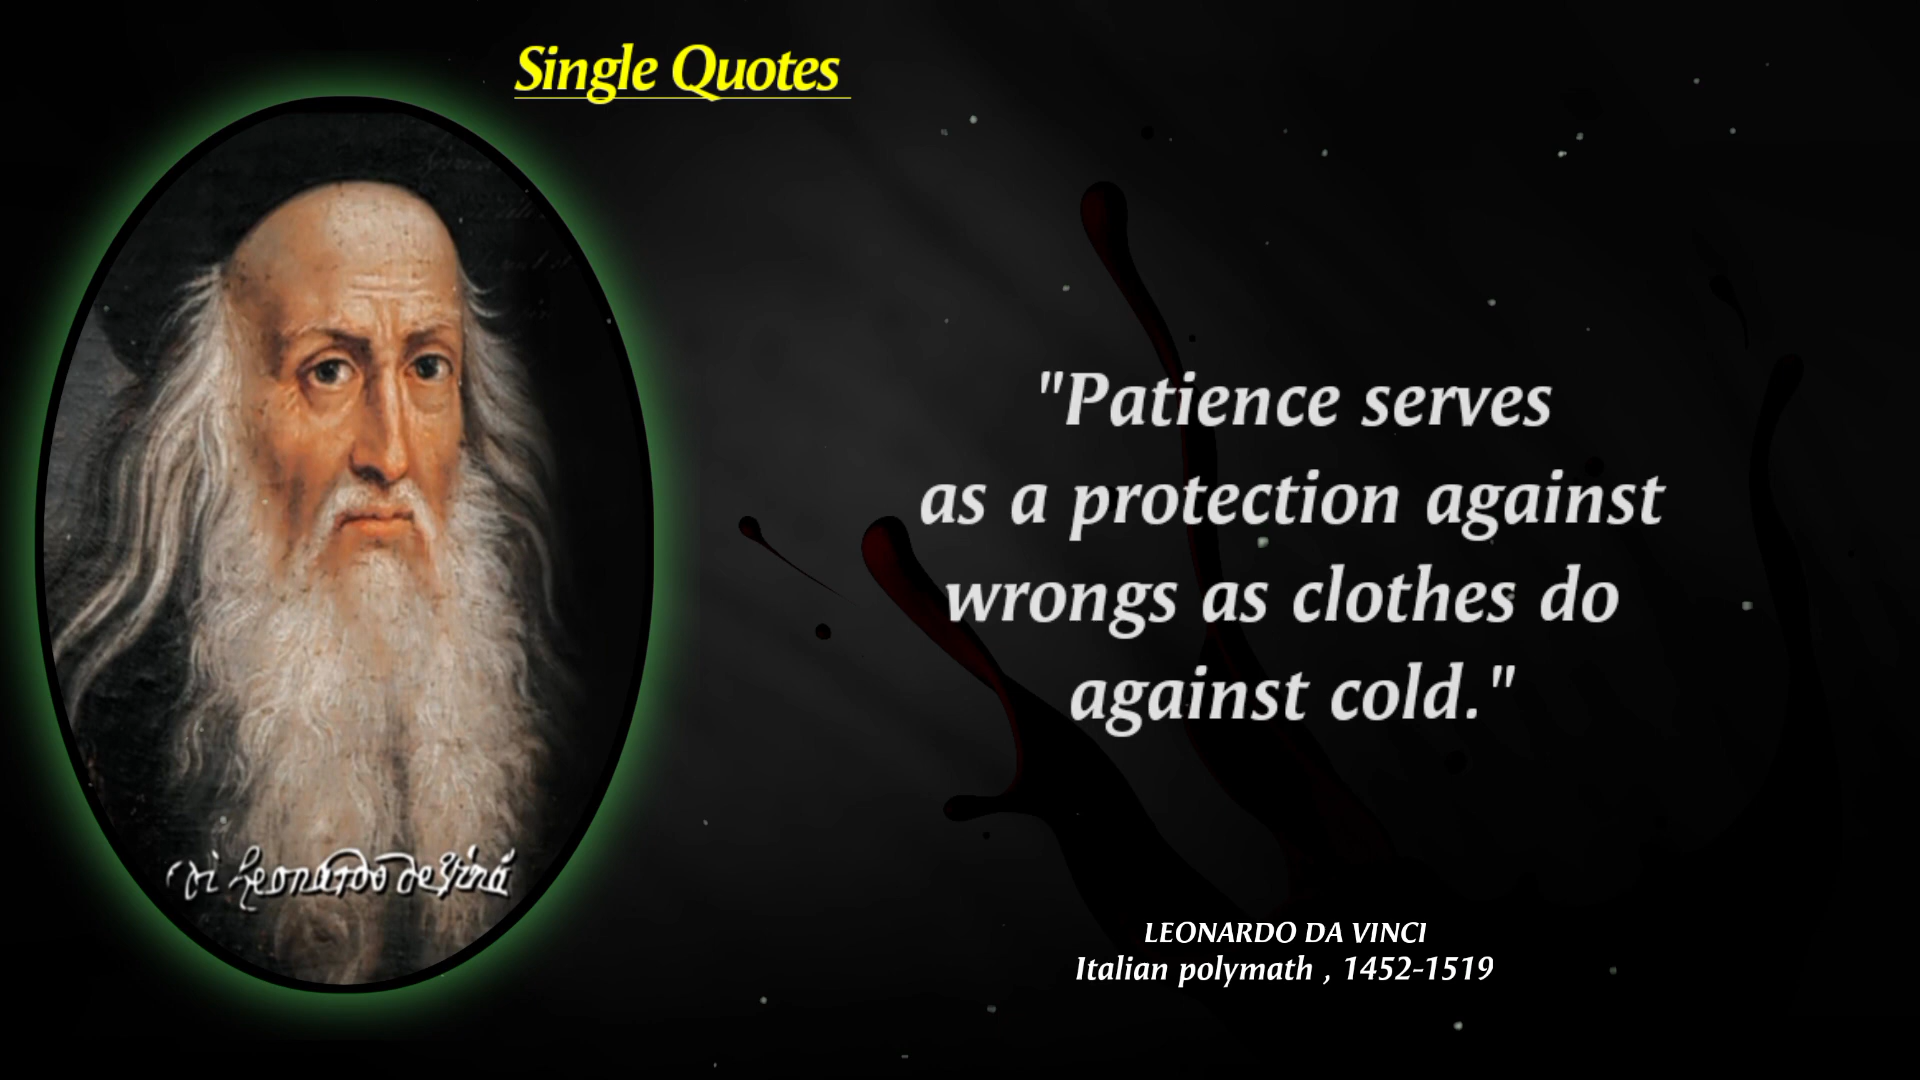 Single Quotes
"Patience serves
as a protection against
wrongs as clothes do
against cold."
LEONARDO DA VINCI
Italian polymath , 1452-1519